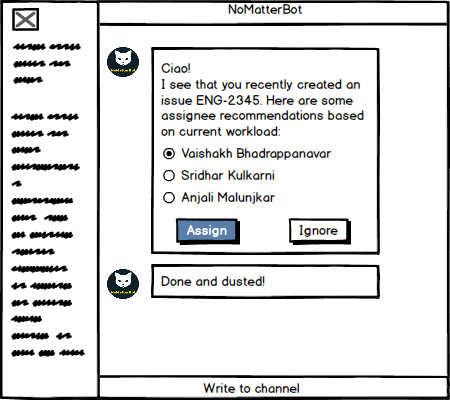 NoMatterBot
Ciao!
I see that you recently created an
issue ENG-2345. Here are some
assignee recommendations based
on current workload:
Vaishakh Bhadrappanavar
Sridhar Kulkarni
Anjali Malunjkar
Assign
Ignore
Done and dusted!
Write to channel